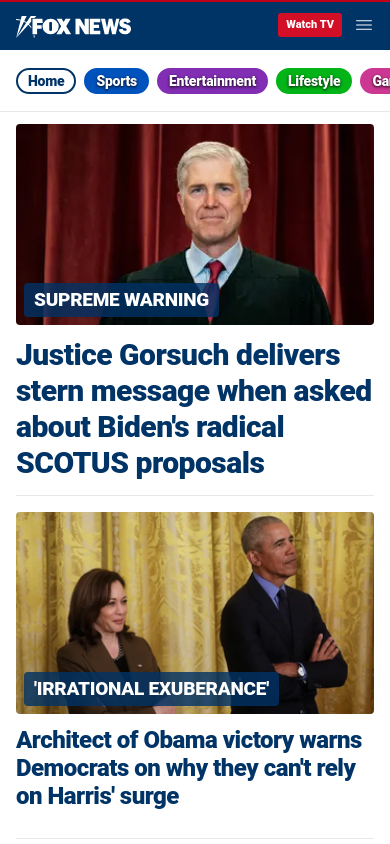 FOX NEWS
Watch TV
Home
Sports
Entertainment
Lifestyle
Ga
SUPREME WARNING
Justice Gorsuch delivers
stern message when asked
about Biden's radical
SCOTUS proposals
'IRRATIONAL EXUBERANCE'
Architect of Obama victory warns
Democrats on why they can't rely
on Harris' surge